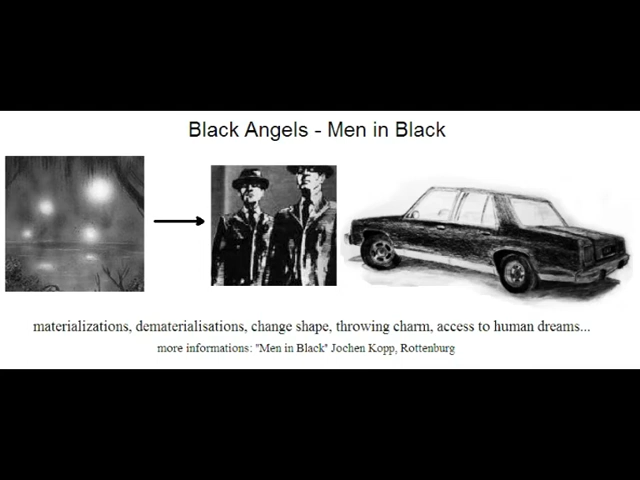 Black Angels - Men in Black
materializations, dematerialisations, change shape, throwing charm, access to human dreams...
more informations: "Men in Black" Jochen Kopp, Rottenburg